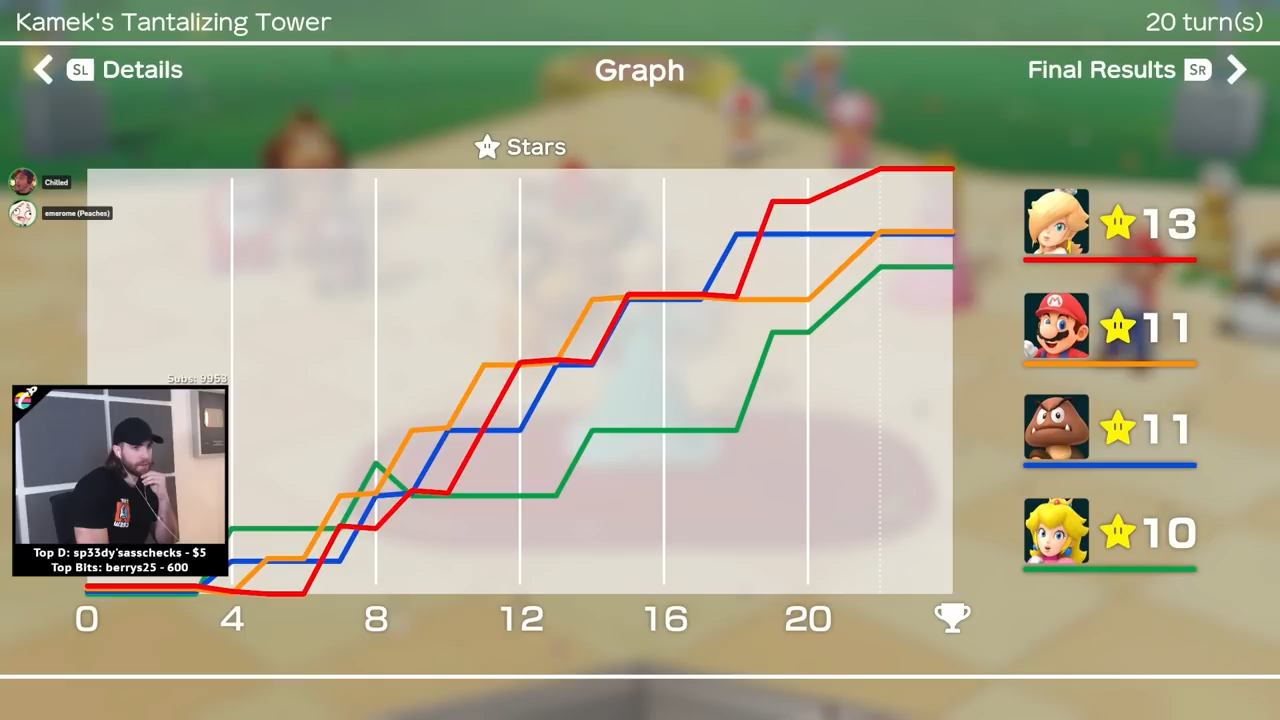 Kamek's Tantalizing Tower
20 turn(s)
SL Details
Graph
Final Results SR
Stars
Chilled
emerome (Peaches)
13
11
11
10
Subs: 9953
Top D: sp33dy'sasschecks - $5
Top Bits: berrys25 - 600
0 4 8 12 16 20